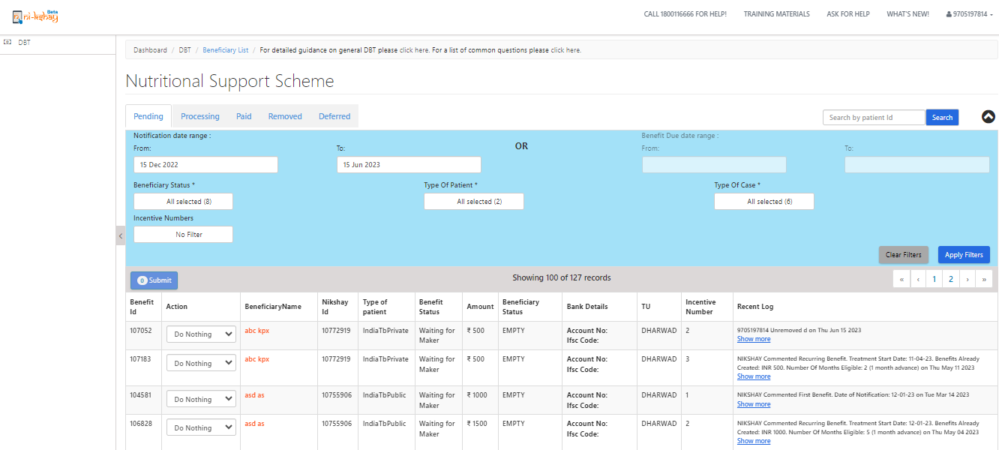 Beta
ni-kshay
CALL 1800116666 FOR HELP! TRAINING MATERIALS ASK FOR HELP WHAT'S NEW! 9705197814
DBT
Dashboard / DBT / Beneficiary List / For detailed guidance on general DBT please click here. For a list of common questions please click here.
Nutritional Support Scheme
Pending Processing Paid Removed Deferred
Search by patient Id Search
Notification date range :
OR
Benefit Due date range :
From: To: From: To:
15 Dec 2022 15 Jun 2023
Beneficiary Status * Type Of Patient * Type Of Case *
All selected (8) All selected (2) All selected (6)
Incentive Numbers
No Filter
<
Clear Filters Apply Filters
0 Submit Showing 100 of 127 records « ‹ 1 2 › »
Benefit Id Action BeneficiaryName Nikshay Id Type of patient Benefit Status Amount Beneficiary Status Bank Details TU Incentive Number Recent Log
107052 Do Nothing abc kpx 10772919 IndiaTbPrivate Waiting for Maker ₹ 500 EMPTY Account No: Ifsc Code: DHARWAD 2 9705197814 Unremoved d on Thu Jun 15 2023
Show more
107183 Do Nothing abc kpx 10772919 IndiaTbPrivate Waiting for Maker ₹ 500 EMPTY Account No: Ifsc Code: DHARWAD 3 NIKSHAY Commented Recurring Benefit. Treatment Start Date: 11-04-23. Benefits Already
Created: INR 500. Number Of Months Eligible: 2 (1 month advance) on Thu May 11 2023
Show more
104581 Do Nothing asd as 10755906 IndiaTbPublic Waiting for Maker ₹ 1000 EMPTY Account No: Ifsc Code: DHARWAD 1 NIKSHAY Commented First Benefit. Date of Notification: 12-01-23 on Tue Mar 14 2023
Show more
106828 Do Nothing asd as 10755906 IndiaTbPublic Waiting for Maker ₹ 1500 EMPTY Account No: Ifsc Code: DHARWAD 2 NIKSHAY Commented Recurring Benefit. Treatment Start Date: 12-01-23. Benefits Already
Created: INR 1000. Number Of Months Eligible: 5 (1 month advance) on Thu May 04 2023
Show more